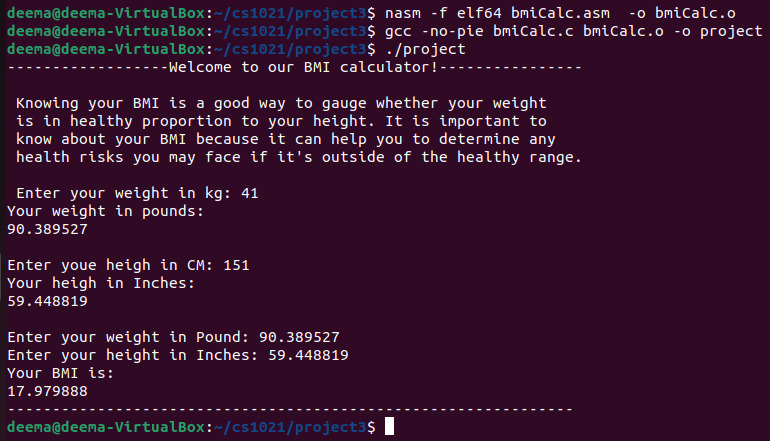 deema@deema-VirtualBox:~/cs1021/project3$ nasm -f elf64 bmiCalc.asm  -o bmiCalc.o
deema@deema-VirtualBox:~/cs1021/project3$ gcc -no-pie bmiCalc.c bmiCalc.o -o project
deema@deema-VirtualBox:~/cs1021/project3$ ./project
------------------Welcome to our BMI calculator!----------------
 Knowing your BMI is a good way to gauge whether your weight
 is in healthy proportion to your height. It is important to
 know about your BMI because it can help you to determine any
 health risks you may face if it's outside of the healthy range.
 Enter your weight in kg: 41
Your weight in pounds:
90.389527
Enter youe heigh in CM: 151
Your heigh in Inches:
59.448819
Enter your weight in Pound: 90.389527
Enter your height in Inches: 59.448819
Your BMI is:
17.979888
---------------------------------------------------------------
deema@deema-VirtualBox:~/cs1021/project3$